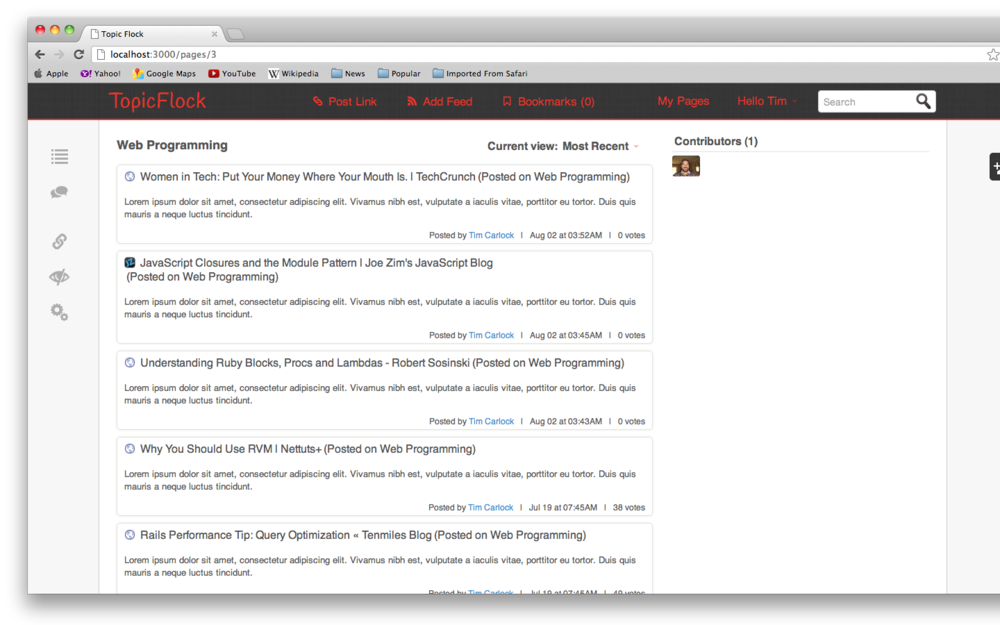 Topic Flock
localhost:3000/pages/3
Apple Yahoo! Google Maps YouTube Wikipedia News Popular Imported From Safari
TopicFlock Post Link Add Feed Bookmarks (0) My Pages Hello Tim Search
Web Programming Current view: Most Recent Contributors (1)
Women in Tech: Put Your Money Where Your Mouth Is. | TechCrunch (Posted on Web Programming)
Lorem ipsum dolor sit amet, consectetur adipiscing elit. Vivamus nibh est, vulputate a iaculis vitae, porttitor eu tortor. Duis quis
mauris a neque luctus tincidunt.
Posted by Tim Carlock | Aug 02 at 03:52AM | 0 votes
JavaScript Closures and the Module Pattern | Joe Zim's JavaScript Blog
(Posted on Web Programming)
Lorem ipsum dolor sit amet, consectetur adipiscing elit. Vivamus nibh est, vulputate a iaculis vitae, porttitor eu tortor. Duis quis
mauris a neque luctus tincidunt.
Posted by Tim Carlock | Aug 02 at 03:45AM | 0 votes
Understanding Ruby Blocks, Procs and Lambdas - Robert Sosinski (Posted on Web Programming)
Lorem ipsum dolor sit amet, consectetur adipiscing elit. Vivamus nibh est, vulputate a iaculis vitae, porttitor eu tortor. Duis quis
mauris a neque luctus tincidunt.
Posted by Tim Carlock | Aug 02 at 03:43AM | 0 votes
Why You Should Use RVM | Nettuts+ (Posted on Web Programming)
Lorem ipsum dolor sit amet, consectetur adipiscing elit. Vivamus nibh est, vulputate a iaculis vitae, porttitor eu tortor. Duis quis
mauris a neque luctus tincidunt.
Posted by Tim Carlock | Jul 19 at 07:45AM | 38 votes
Rails Performance Tip: Query Optimization « Tenmiles Blog (Posted on Web Programming)
Lorem ipsum dolor sit amet, consectetur adipiscing elit. Vivamus nibh est, vulputate a iaculis vitae, porttitor eu tortor. Duis quis
mauris a neque luctus tincidunt.
Posted by Tim Carlock | Jul 19 at 07:45AM | votes